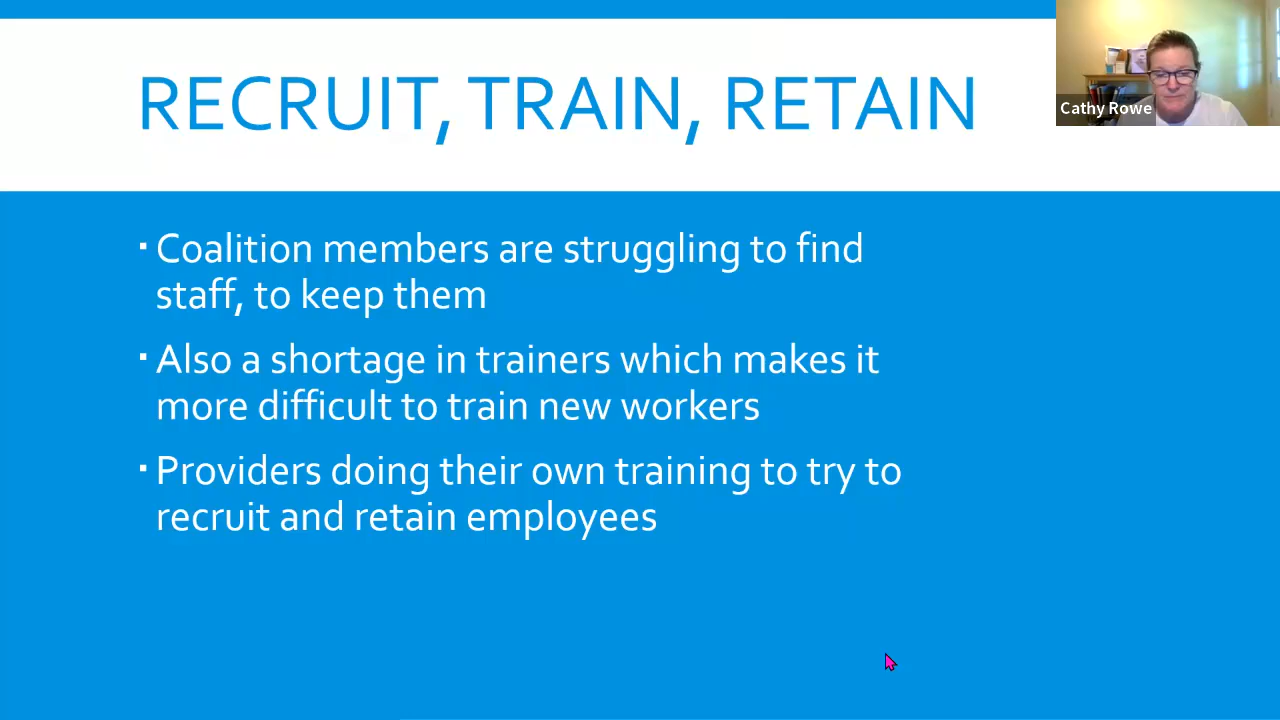 RECRUIT, TRAIN, RETAIN
Cathy Rowe
▪ Coalition members are struggling to find
staff, to keep them
▪ Also a shortage in trainers which makes it
more difficult to train new workers
▪ Providers doing their own training to try to
recruit and retain employees